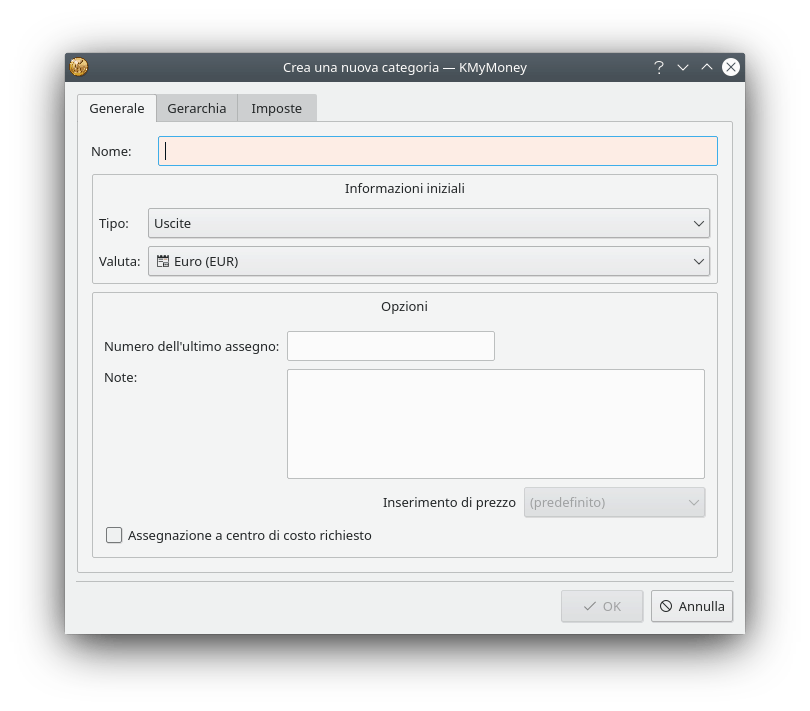 Crea una nuova categoria — KMyMoney
Generale Gerarchia Imposte
Nome:
Informazioni iniziali
Tipo: Uscite
Valuta: Euro (EUR)
Opzioni
Numero dell'ultimo assegno:
Note:
Inserimento di prezzo (predefinito)
Assegnazione a centro di costo richiesto
OK Annulla